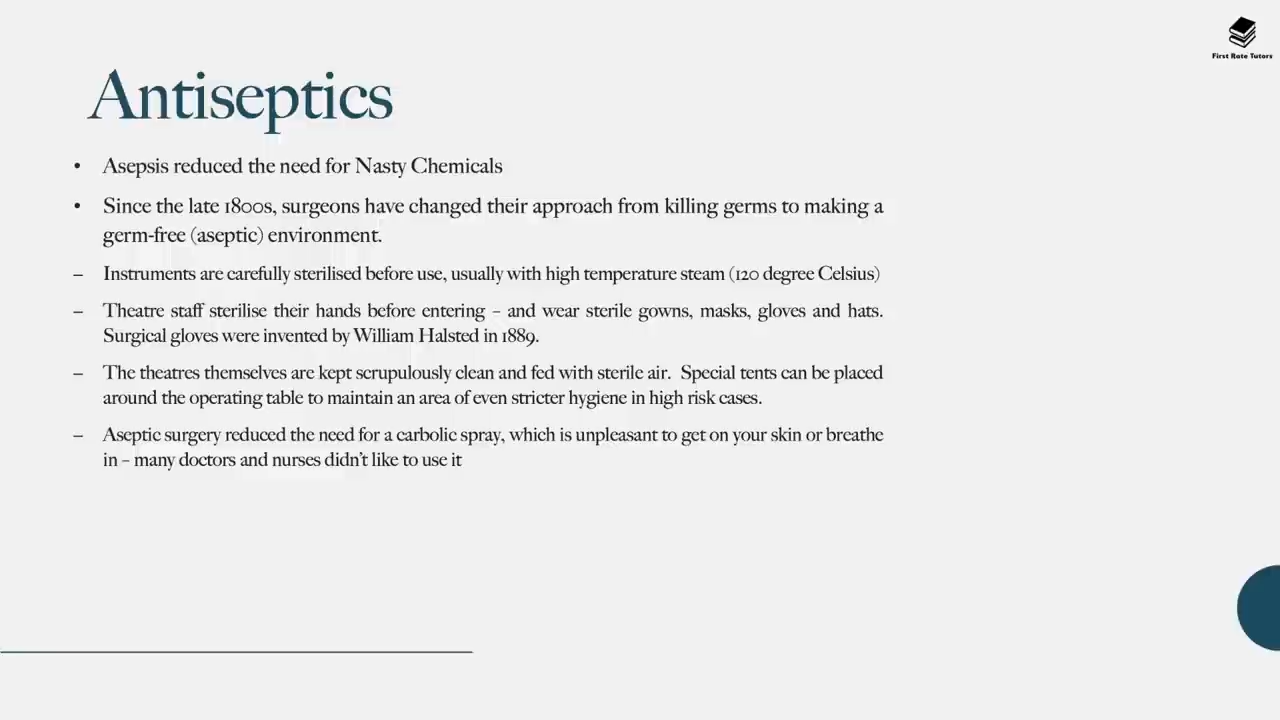 First Rate Tutors
Antiseptics
• Asepsis reduced the need for Nasty Chemicals
• Since the late 1800s, surgeons have changed their approach from killing germs to making a
germ-free (aseptic) environment.
– Instruments are carefully sterilised before use, usually with high temperature steam (120 degree Celsius)
– Theatre staff sterilise their hands before entering – and wear sterile gowns, masks, gloves and hats.
Surgical gloves were invented by William Halsted in 1889.
– The theatres themselves are kept scrupulously clean and fed with sterile air. Special tents can be placed
around the operating table to maintain an area of even stricter hygiene in high risk cases.
– Aseptic surgery reduced the need for a carbolic spray, which is unpleasant to get on your skin or breathe
in – many doctors and nurses didn't like to use it